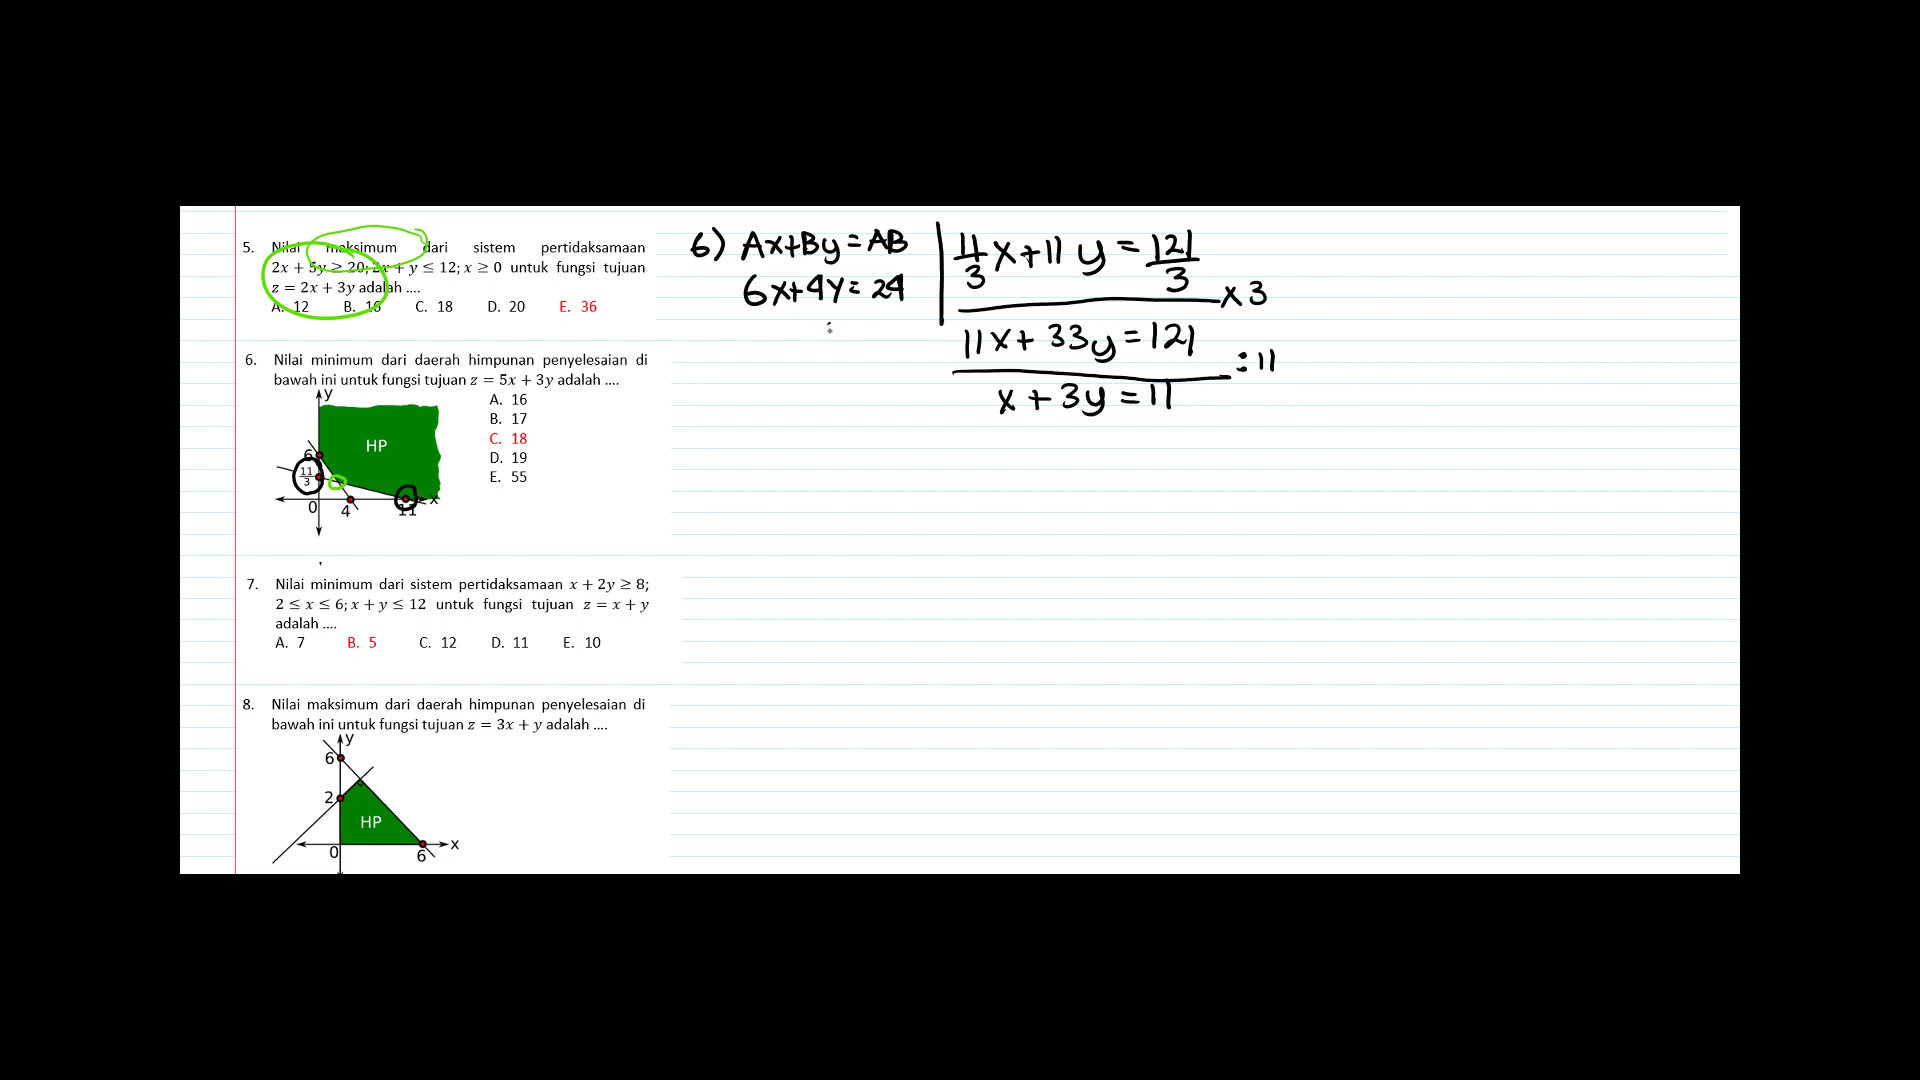 5. Nilai maksimum dari sistem pertidaksamaan
2x + 5y ≥ 20; 2x + y ≤ 12; x ≥ 0 untuk fungsi tujuan
z = 2x + 3y adalah ....
A. 12 B. 16 C. 18 D. 20 E. 36
6. Nilai minimum dari daerah himpunan penyelesaian di
bawah ini untuk fungsi tujuan z = 5x + 3y adalah ....
y
A. 16
B. 17
C. 18
D. 19
E. 55
HP
6
11/3
0 4 11 x
7. Nilai minimum dari sistem pertidaksamaan x + 2y ≥ 8;
2 ≤ x ≤ 6; x + y ≤ 12 untuk fungsi tujuan z = x + y
adalah ....
A. 7 B. 5 C. 12 D. 11 E. 10
8. Nilai maksimum dari daerah himpunan penyelesaian di
bawah ini untuk fungsi tujuan z = 3x + y adalah ....
y
6
2
HP
0 6 x
6) Ax+By=AB
6x+4y=24
11/3 x+11y=121/3
x3
11x+33y=121
:11
x+3y=11